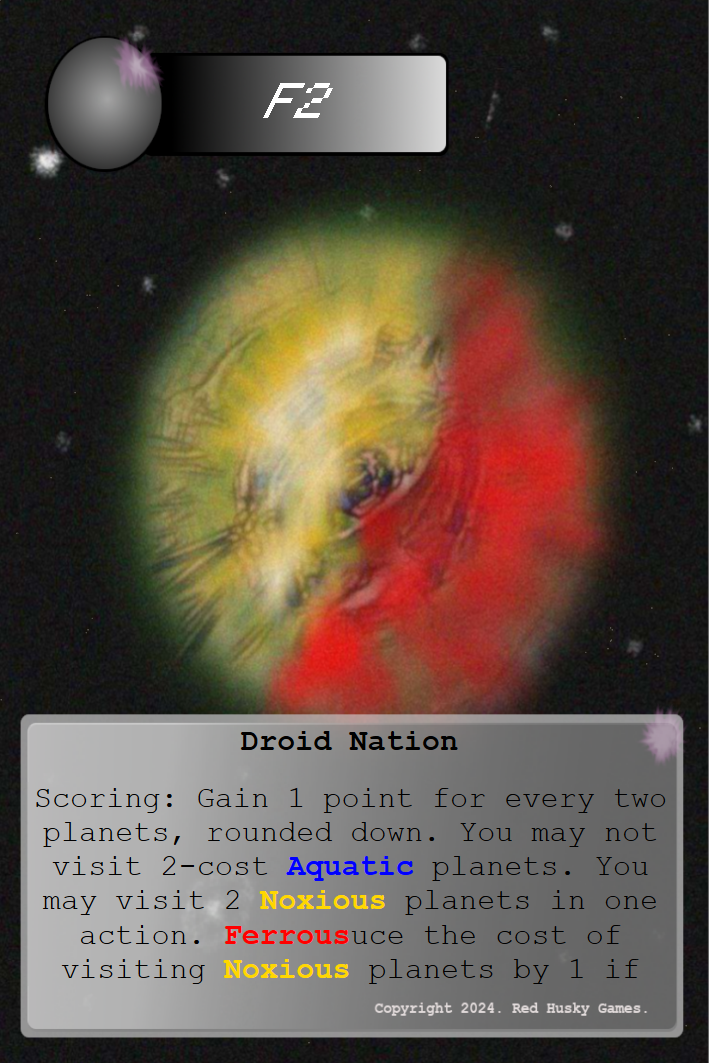 F2
Droid Nation
Scoring: Gain 1 point for every two
planets, rounded down. You may not
visit 2-cost Aquatic planets. You
may visit 2 Noxious planets in one
action. Ferrousuce the cost of
visiting Noxious planets by 1 if
Copyright 2024. Red Husky Games.